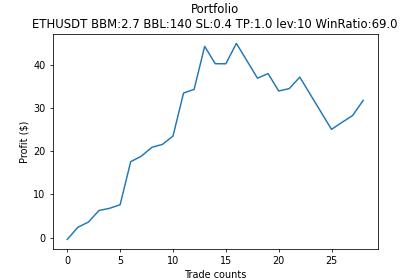 Portfolio
ETHUSDT BBM:2.7 BBL:140 SL:0.4 TP:1.0 lev:10 WinRatio:69.0
40
30
20
10
0
Profit ($)
0 5 10 15 20 25
Trade counts